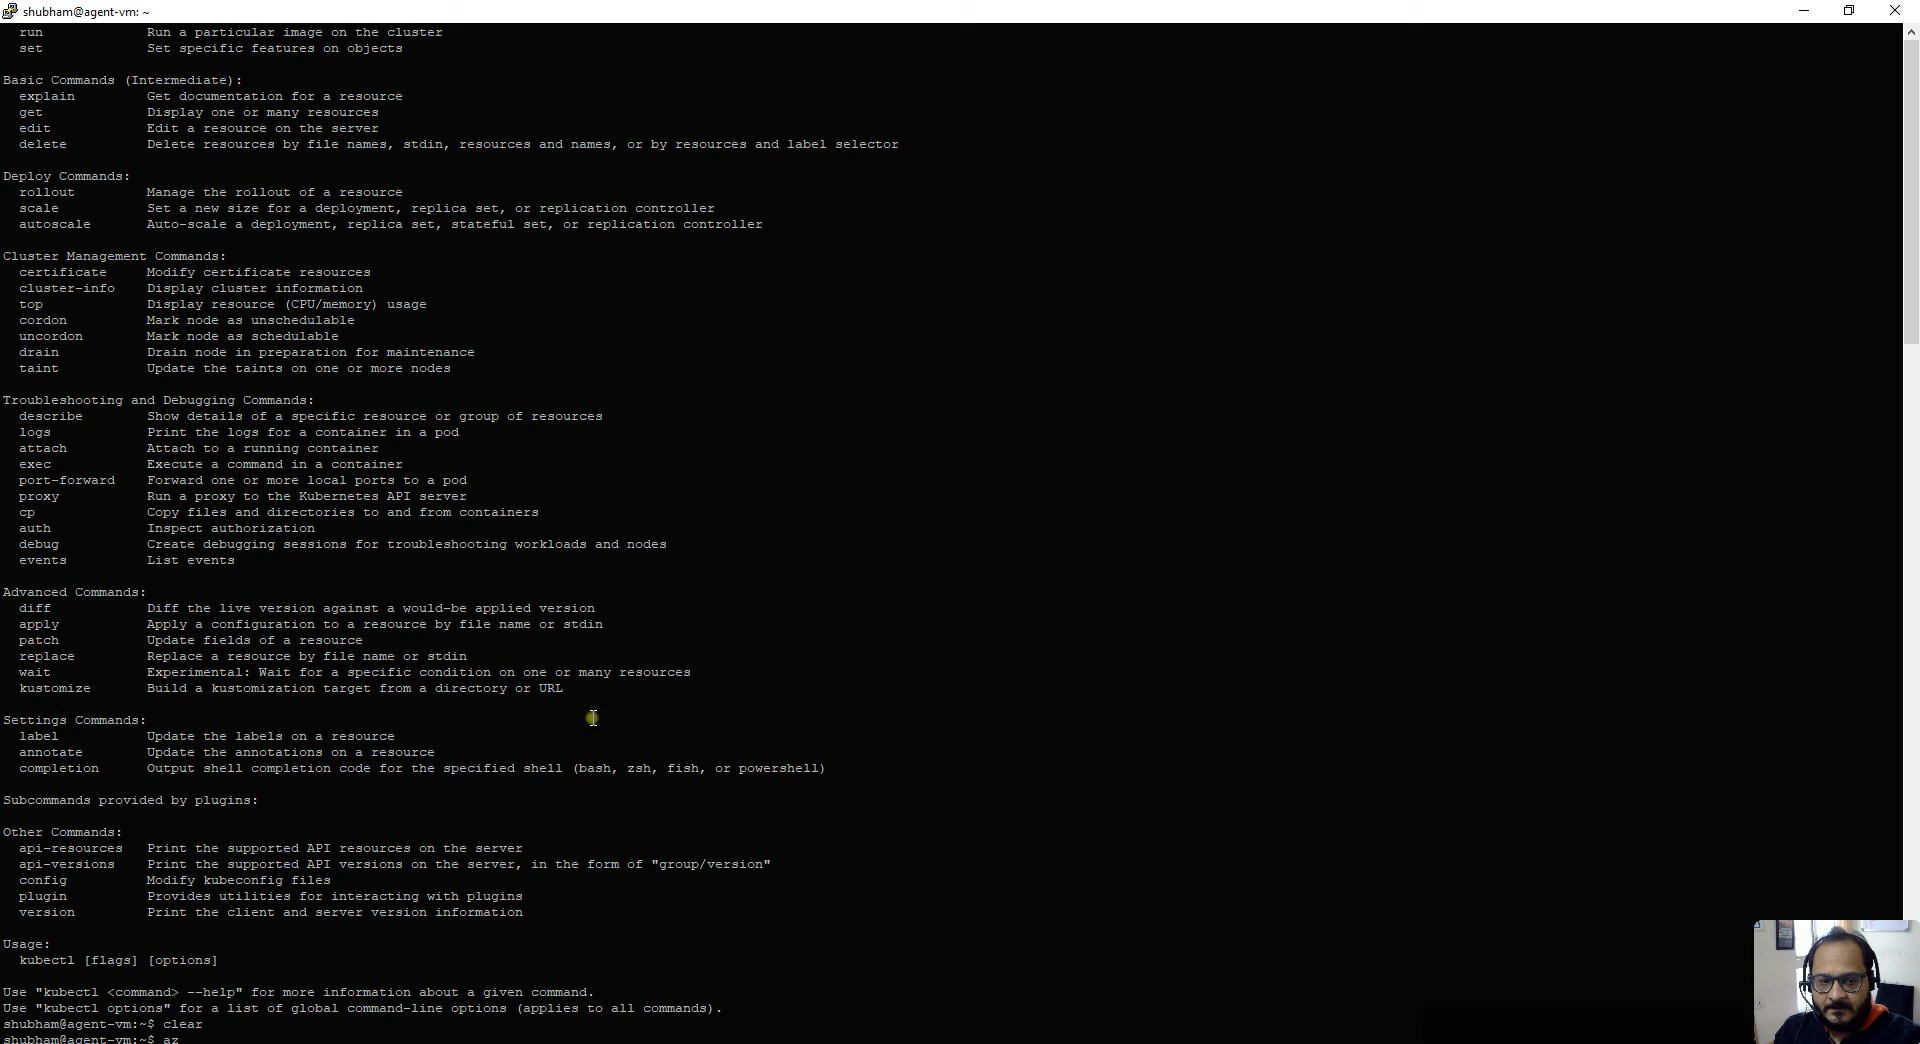 shubham@agent-vm: ~
run Run a particular image on the cluster
set Set specific features on objects
Basic Commands (Intermediate):
explain Get documentation for a resource
get Display one or many resources
edit Edit a resource on the server
delete Delete resources by file names, stdin, resources and names, or by resources and label selector
Deploy Commands:
rollout Manage the rollout of a resource
scale Set a new size for a deployment, replica set, or replication controller
autoscale Auto-scale a deployment, replica set, stateful set, or replication controller
Cluster Management Commands:
certificate Modify certificate resources
cluster-info Display cluster information
top Display resource (CPU/memory) usage
cordon Mark node as unschedulable
uncordon Mark node as schedulable
drain Drain node in preparation for maintenance
taint Update the taints on one or more nodes
Troubleshooting and Debugging Commands:
describe Show details of a specific resource or group of resources
logs Print the logs for a container in a pod
attach Attach to a running container
exec Execute a command in a container
port-forward Forward one or more local ports to a pod
proxy Run a proxy to the Kubernetes API server
cp Copy files and directories to and from containers
auth Inspect authorization
debug Create debugging sessions for troubleshooting workloads and nodes
events List events
Advanced Commands:
diff Diff the live version against a would-be applied version
apply Apply a configuration to a resource by file name or stdin
patch Update fields of a resource
replace Replace a resource by file name or stdin
wait Experimental: Wait for a specific condition on one or many resources
kustomize Build a kustomization target from a directory or URL
Settings Commands:
label Update the labels on a resource
annotate Update the annotations on a resource
completion Output shell completion code for the specified shell (bash, zsh, fish, or powershell)
Subcommands provided by plugins:
Other Commands:
api-resources Print the supported API resources on the server
api-versions Print the supported API versions on the server, in the form of "group/version"
config Modify kubeconfig files
plugin Provides utilities for interacting with plugins
version Print the client and server version information
Usage:
kubectl [flags] [options]
Use "kubectl <command> --help" for more information about a given command.
Use "kubectl options" for a list of global command-line options (applies to all commands).
shubham@agent-vm:~$ clear
shubham@agent-vm:~$ az